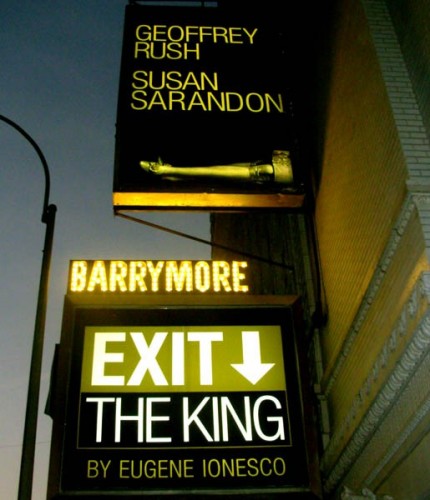 GEOFFREY
RUSH
SUSAN
SARANDON
BARRYMORE
EXIT
THE KING
BY EUGENE IONESCO